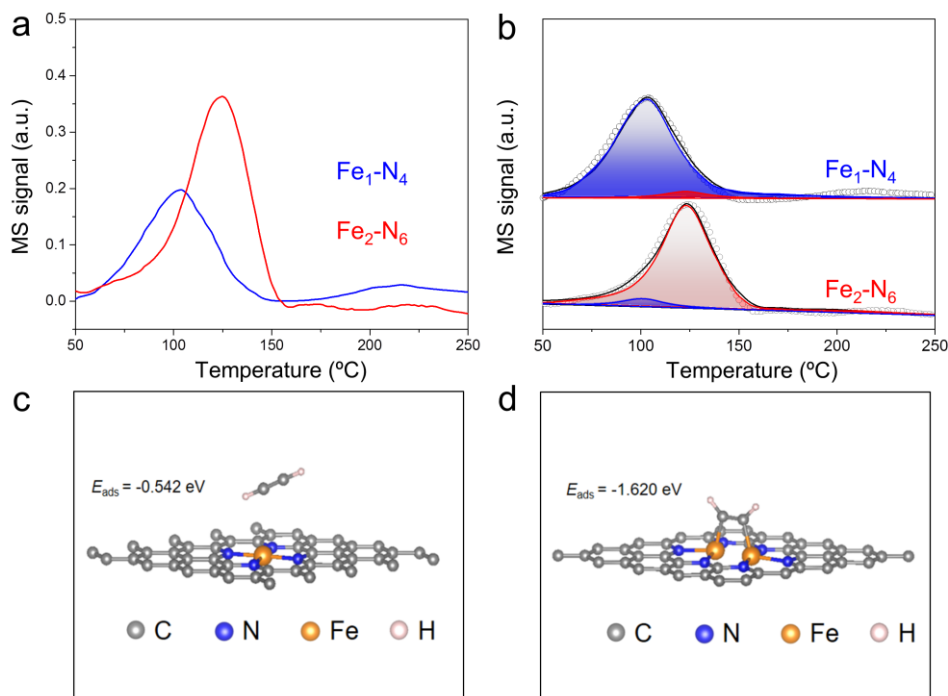 a
MS signal (a.u.)
0.5
0.4
0.3
0.2
0.1
0.0
Fe₁-N₄
Fe₂-N₆
50 100 150 200 250
Temperature (ºC)
b
MS signal (a.u.)
Fe₁-N₄
Fe₂-N₆
50 100 150 200 250
Temperature (ºC)
c
E_ads = -0.542 eV
C N Fe H
d
E_ads = -1.620 eV
C N Fe H